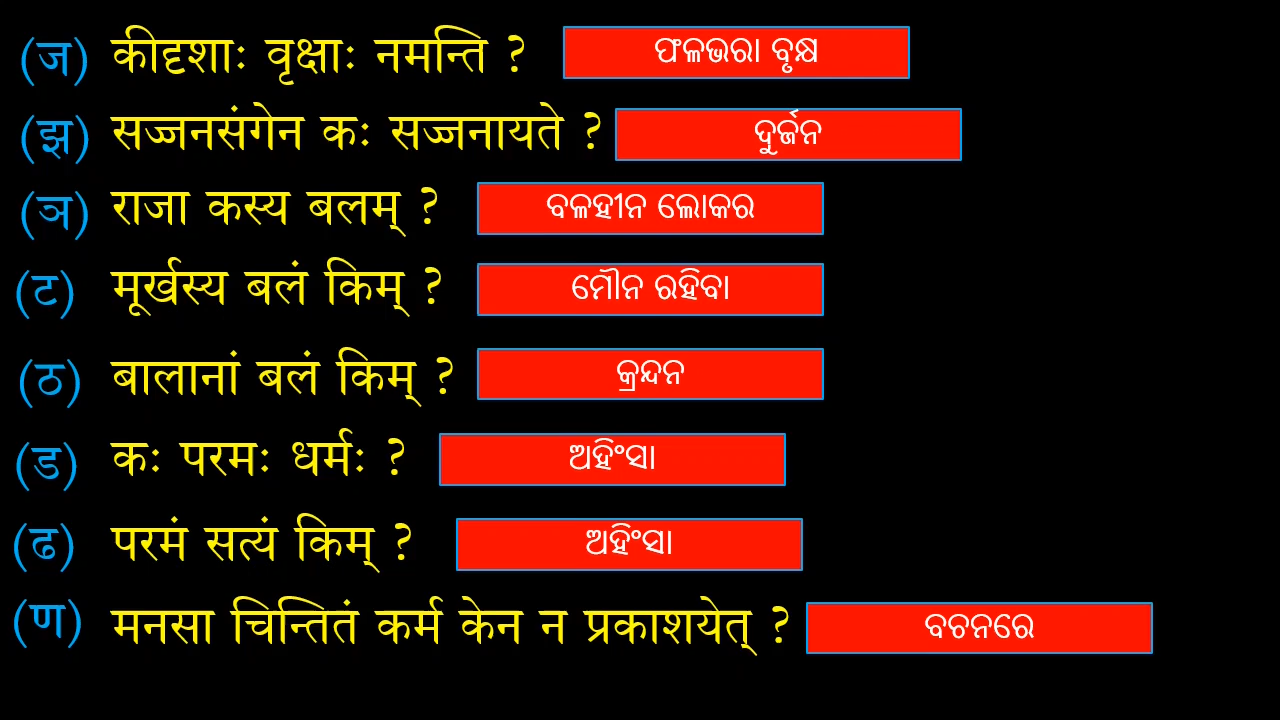 (ज) कीदृशाः वृक्षाः नमन्ति ? ଫଳଭରା ବୃକ୍ଷ
(झ) सज्जनसंगेन कः सज्जनायते ? ଦୁର୍ଜନ
(ञ) राजा कस्य बलम् ? ବଳହୀନ ଲୋକର
(ट) मूर्खस्य बलं किम् ? ମୌନ ରହିବା
(ठ) बालानां बलं किम् ? କ୍ରନ୍ଦନ
(ड) कः परमः धर्मः ? ଅହିଂସା
(ढ) परमं सत्यं किम् ? ଅହିଂସା
(ण) मनसा चिन्तितं कर्म केन न प्रकाशयेत् ? ବଚନରେ